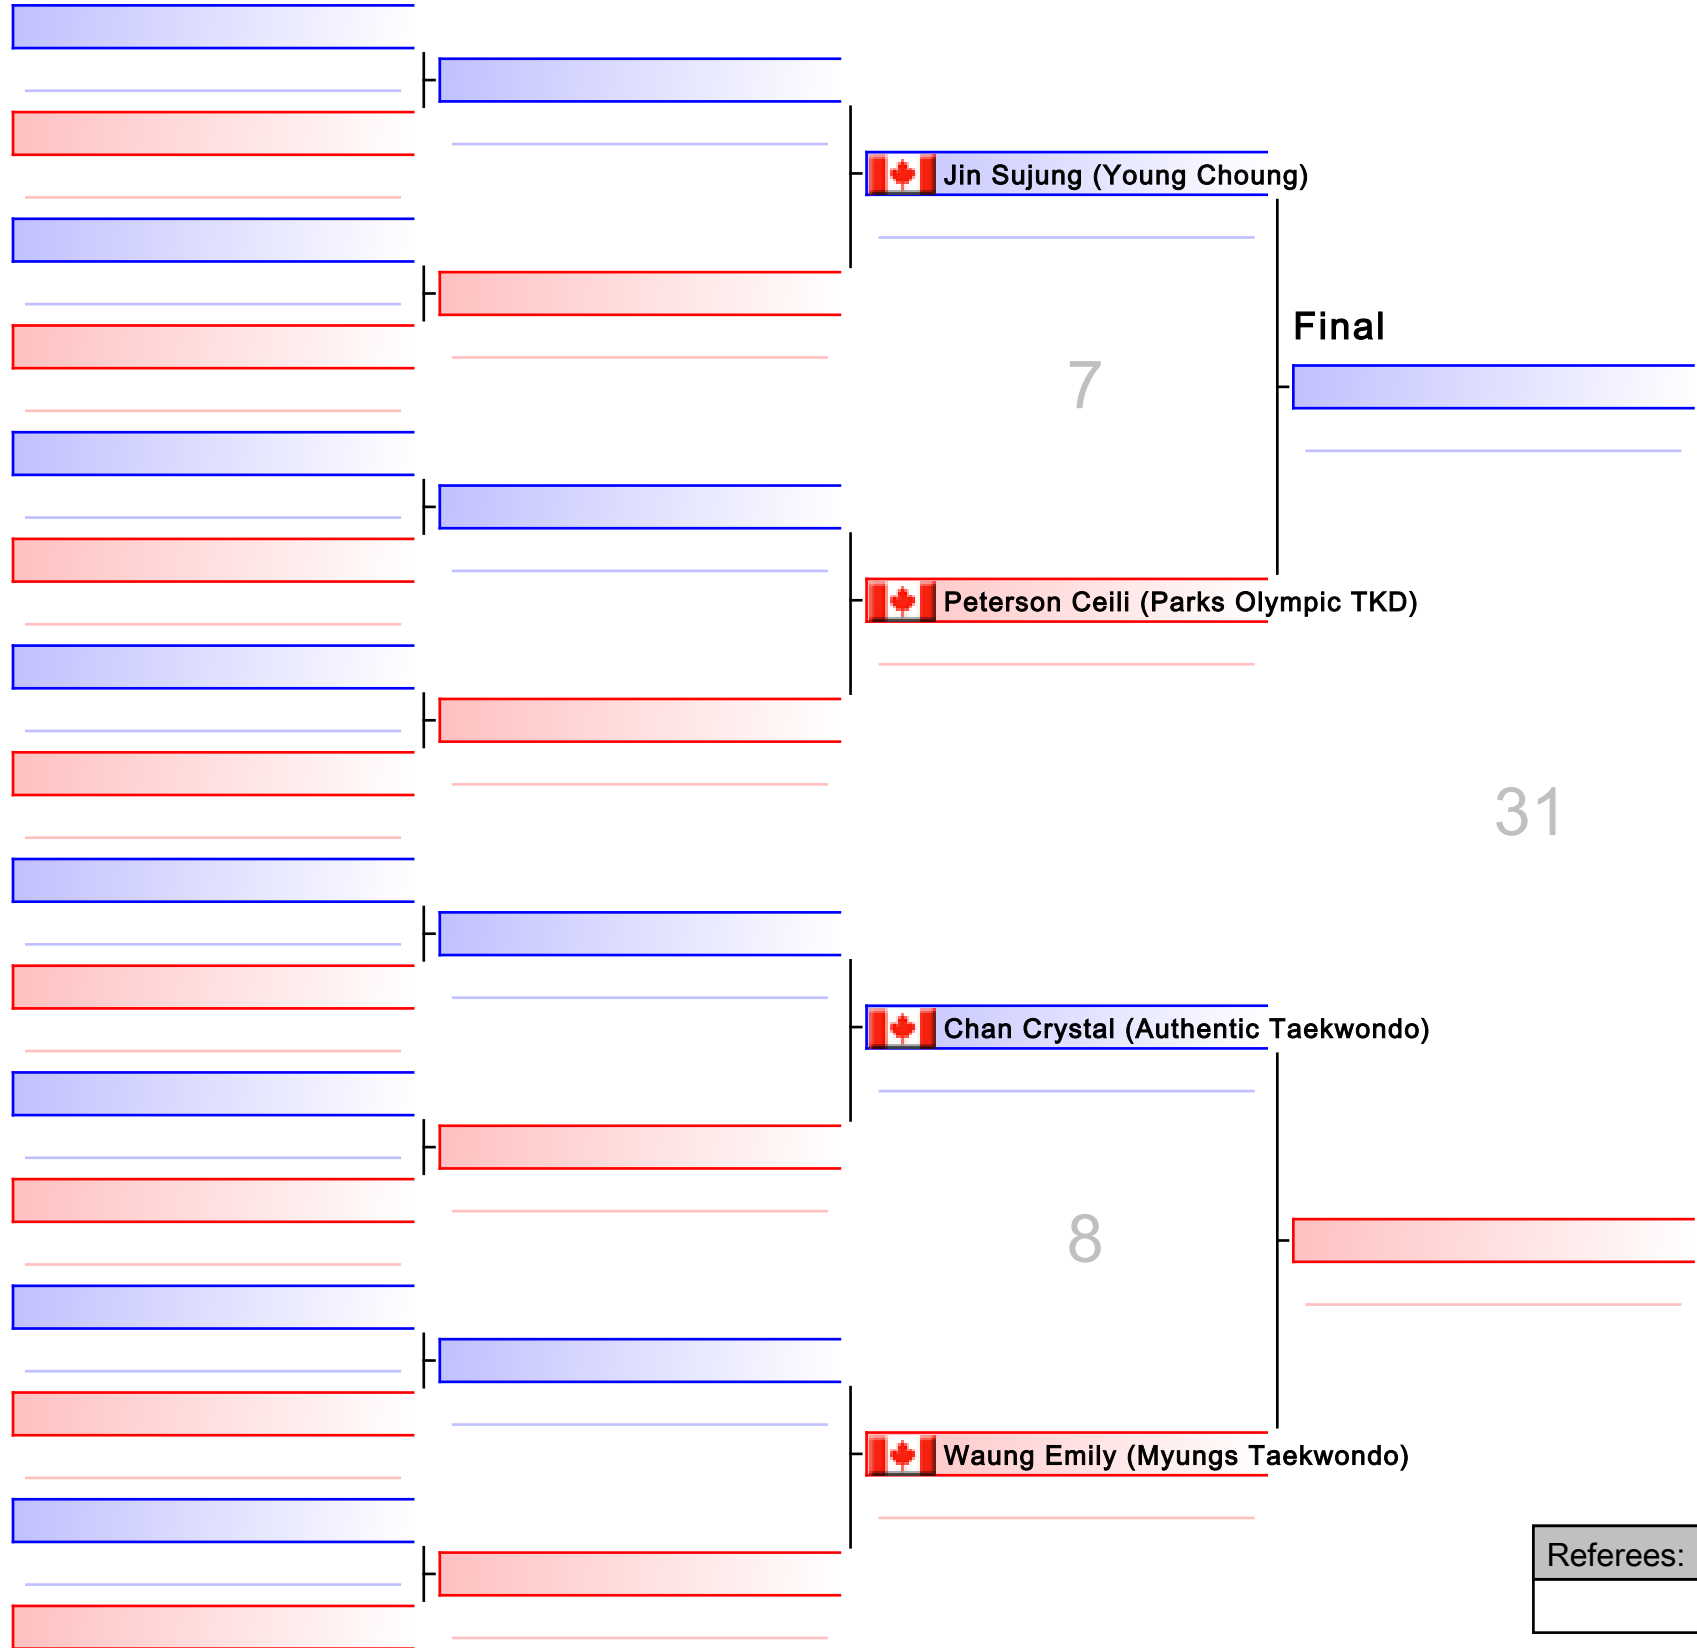 Jin Sujung (Young Choung)
Final
7
Peterson Ceili (Parks Olympic TKD)
31
Chan Crystal (Authentic Taekwondo)
8
Waung Emily (Myungs Taekwondo)
Referees: